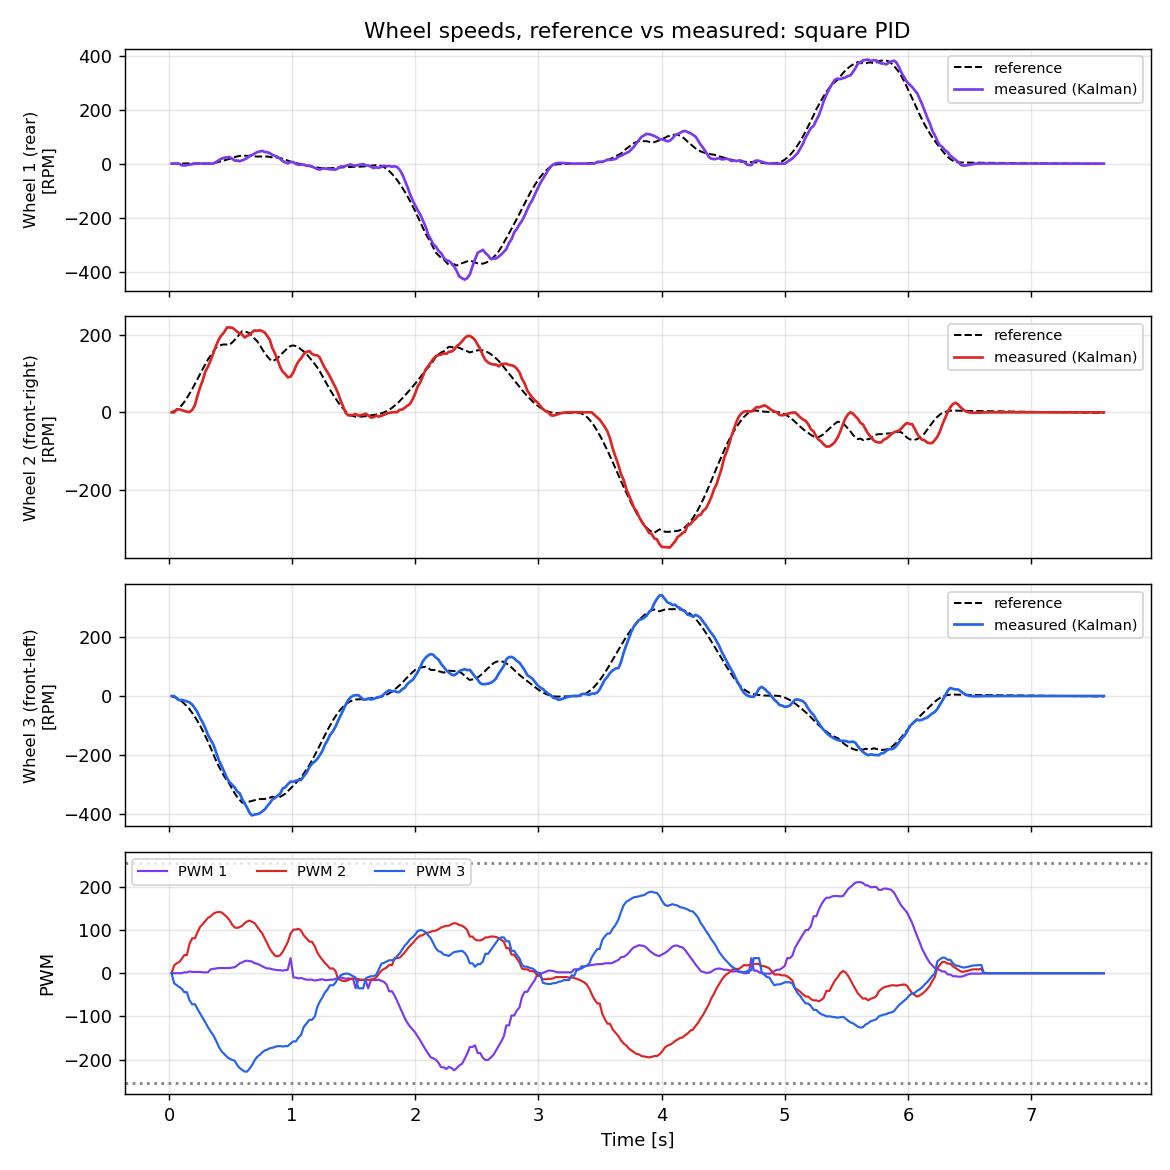 Wheel speeds, reference vs measured: square PID
Wheel 1 (rear)
[RPM]
400
200
0
−200
−400
reference
measured (Kalman)
Wheel 2 (front-right)
[RPM]
200
0
−200
reference
measured (Kalman)
Wheel 3 (front-left)
[RPM]
200
0
−200
−400
reference
measured (Kalman)
PWM
200
100
0
−100
−200
PWM 1 PWM 2 PWM 3
0 1 2 3 4 5 6 7
Time [s]